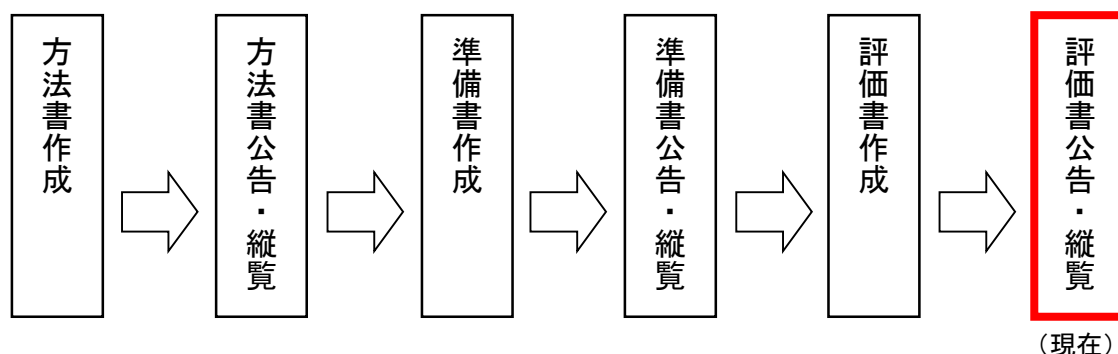 方法書作成
方法書公告・縦覧
準備書作成
準備書公告・縦覧
評価書作成
評価書公告・縦覧
（現在）